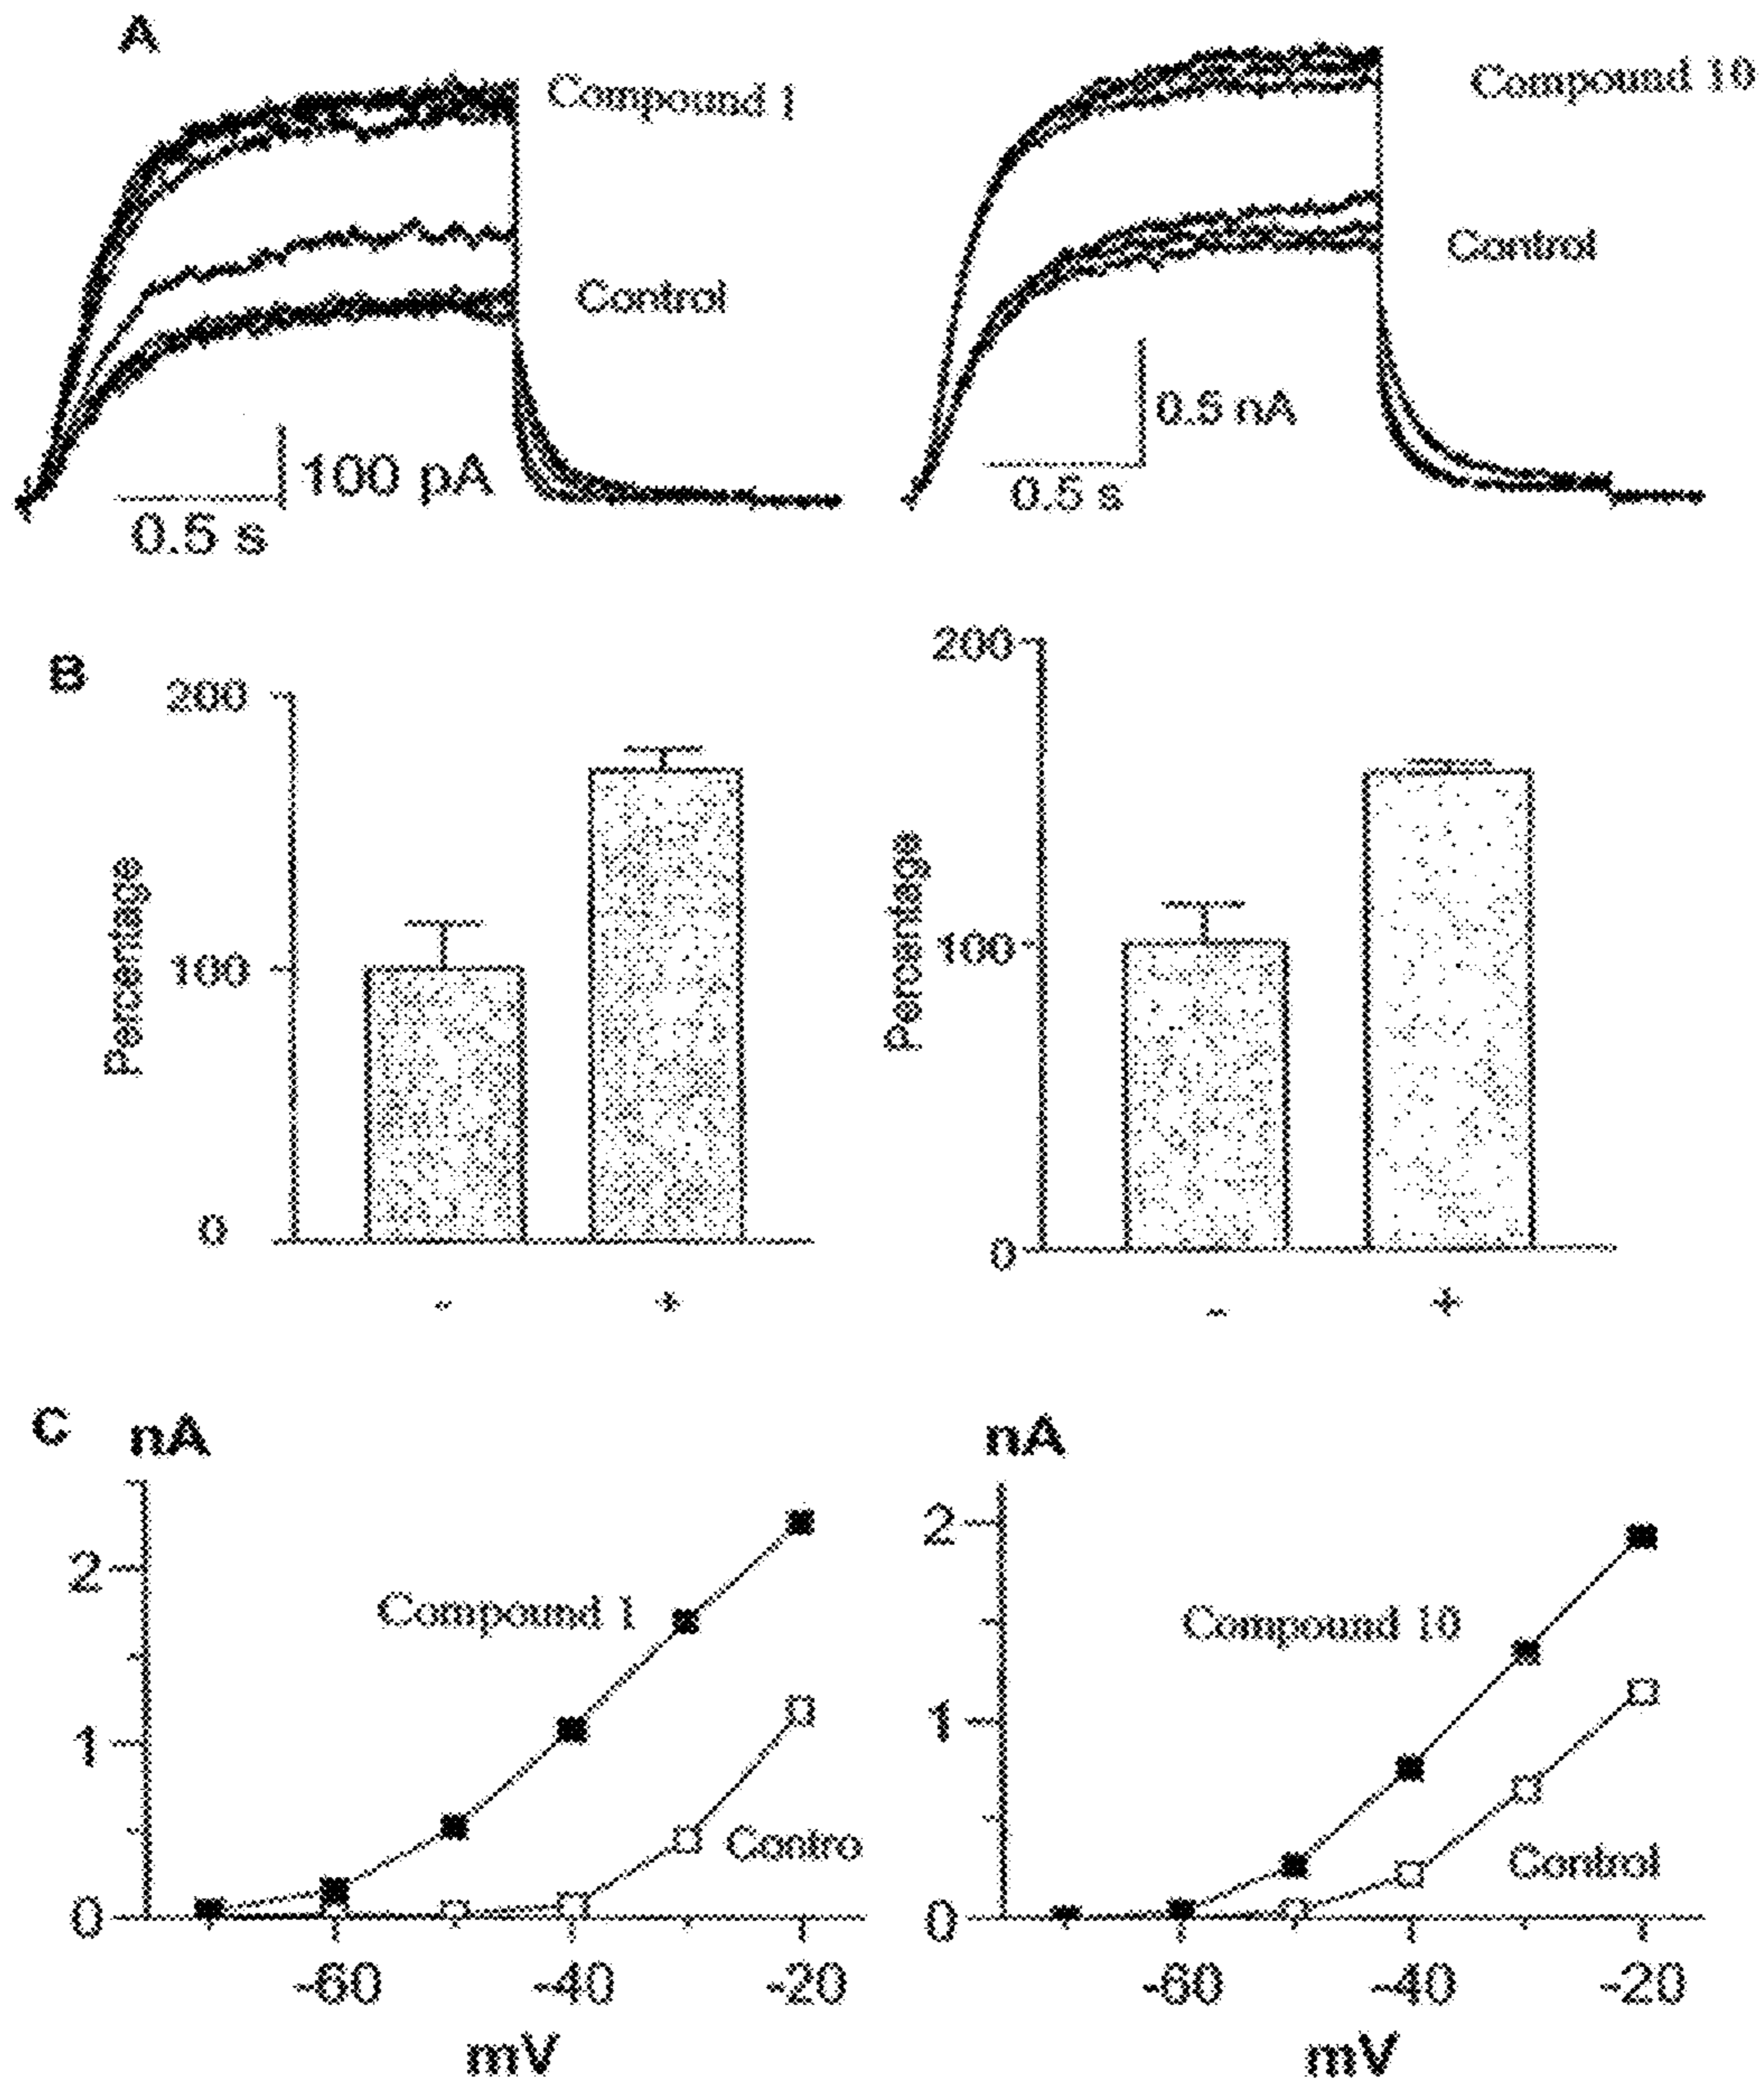 A
Compound 1
Compound 10
Control
Control
100 pA
0.5 s
0.5 nA
0.5 s
B
200
100
0
Percentage
- +
200
100
0
Percentage
- +
C
nA
2
1
0
Compound 1
Contro
-60 -40 -20
mV
nA
2
1
0
Compound 10
Control
-60 -40 -20
mV